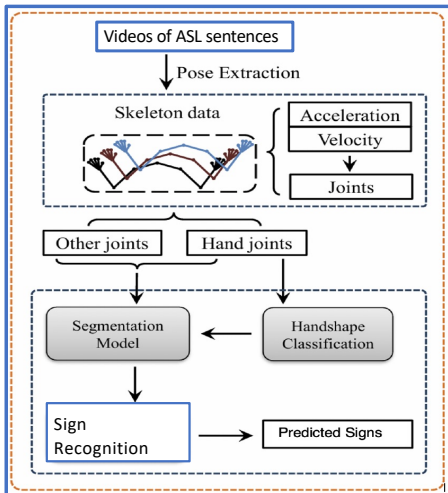 Videos of ASL sentences
Pose Extraction
Skeleton data
Acceleration
Velocity
Joints
Other joints
Hand joints
Segmentation
Model
Handshape
Classification
Sign
Recognition
Predicted Signs